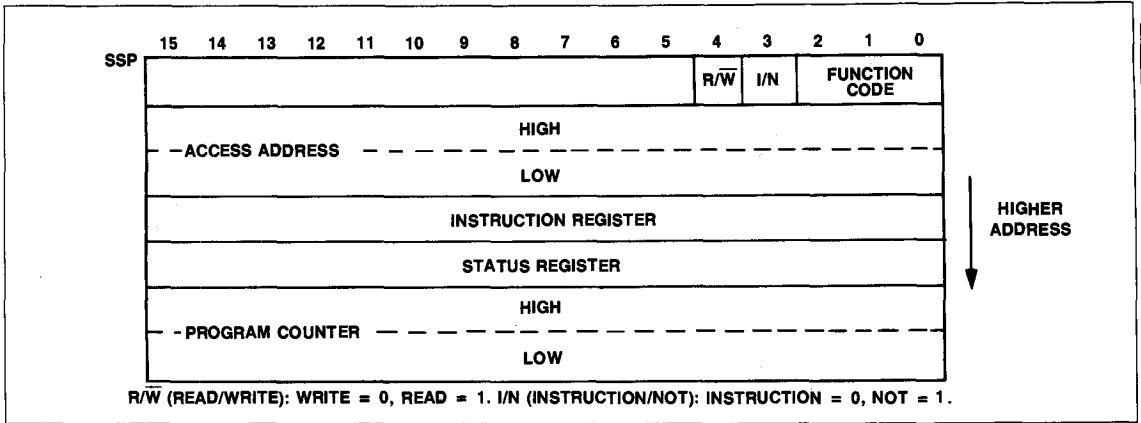 15 14 13 12 11 10 9 8 7 6 5 4 3 2 1 0
SSP
R/W̅ I/N FUNCTION
CODE
HIGH
ACCESS ADDRESS
LOW
INSTRUCTION REGISTER
STATUS REGISTER
HIGH
PROGRAM COUNTER
LOW
HIGHER
ADDRESS
R/W̅ (READ/WRITE): WRITE = 0, READ = 1. I/N (INSTRUCTION/NOT): INSTRUCTION = 0, NOT = 1.